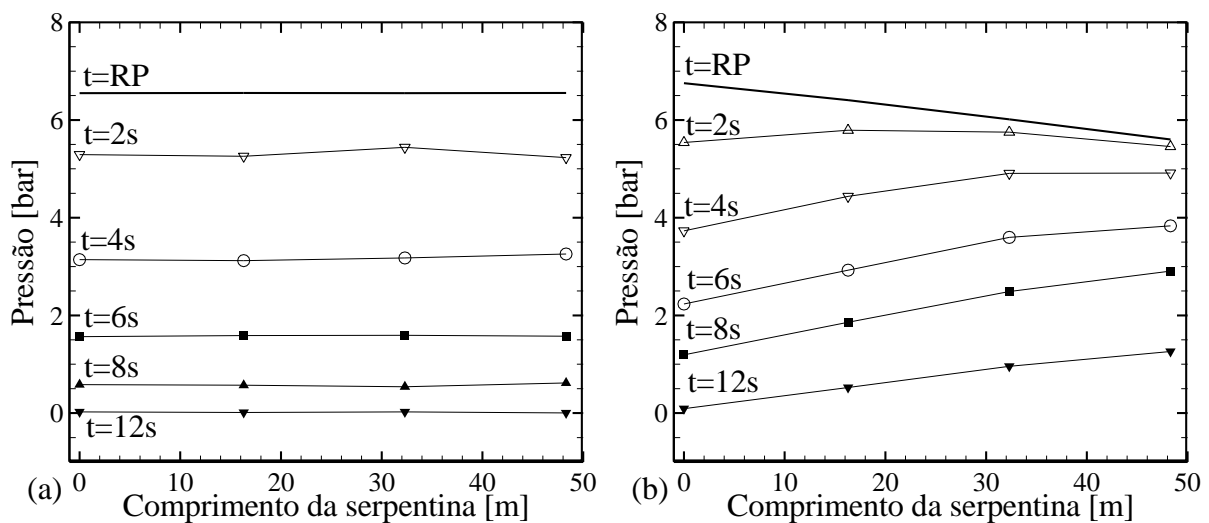 8
6
4
2
0
Pressão [bar]
t=RP
t=2s
t=4s
t=6s
t=8s
t=12s
0 10 20 30 40 50
(a) Comprimento da serpentina [m]
8
6
4
2
0
Pressão [bar]
t=RP
t=2s
t=4s
t=6s
t=8s
t=12s
0 10 20 30 40 50
(b) Comprimento da serpentina [m]